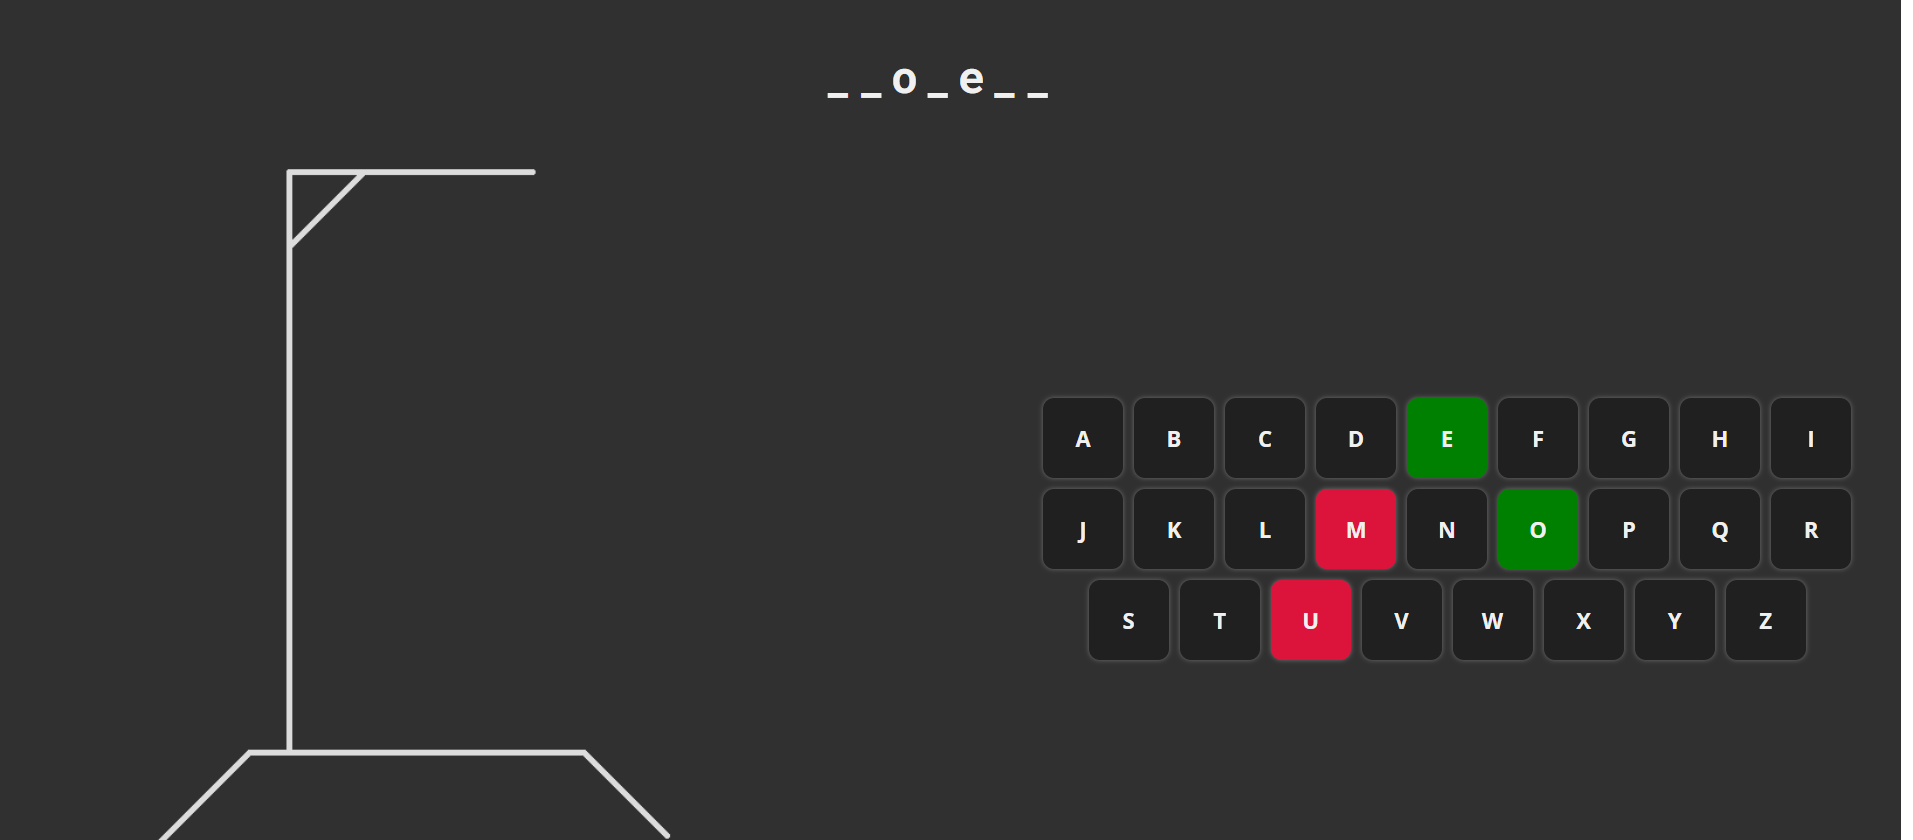 _ _ o _ e _ _
A B C D E F G H I
J K L M N O P Q R
S T U V W X Y Z